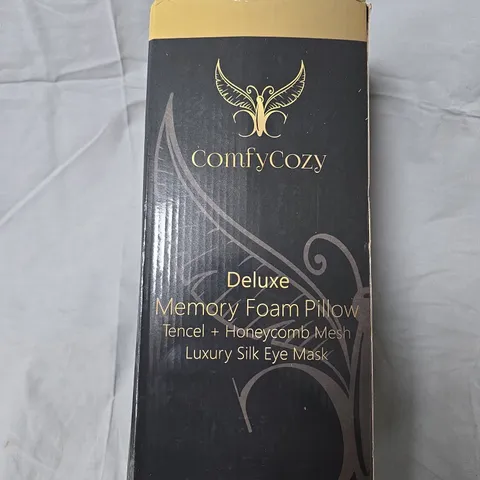 ComfyCozy
Deluxe
Memory Foam Pillow
Tencel + Honeycomb Mesh
Luxury Silk Eye Mask